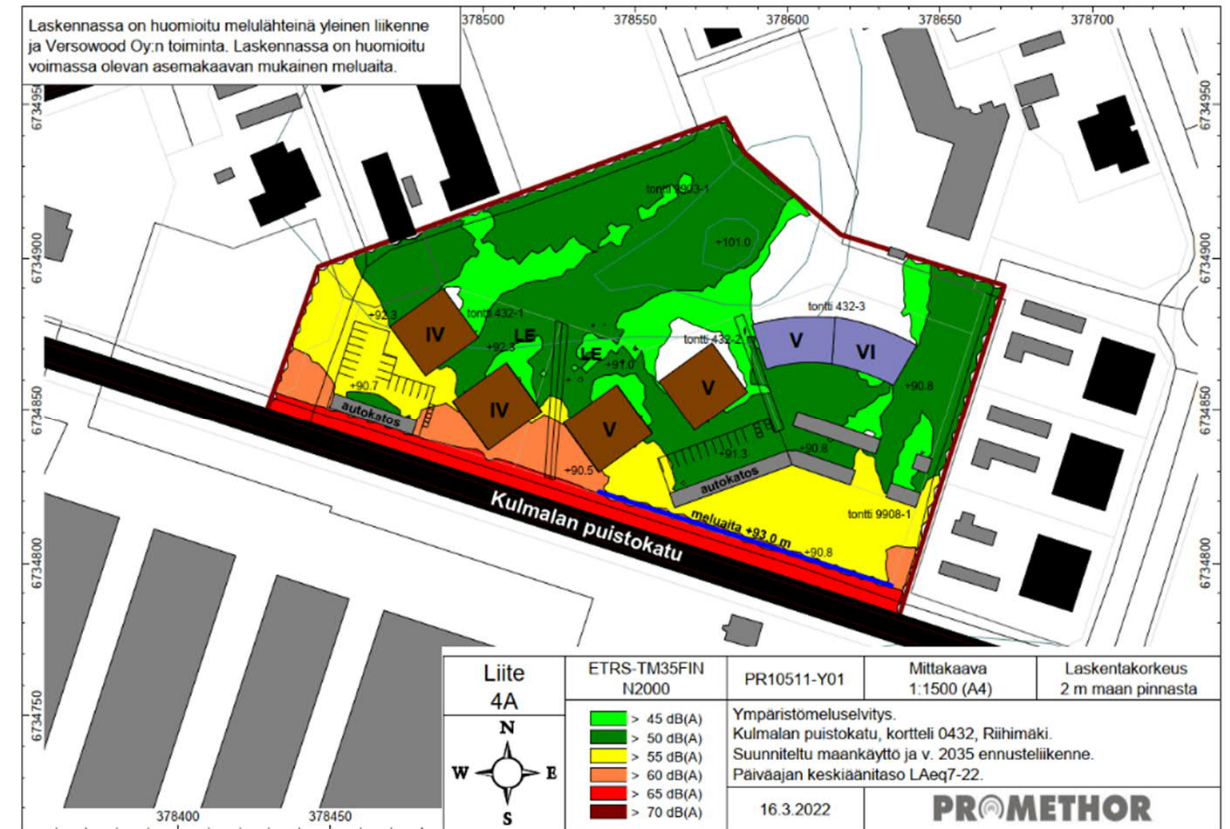 Laskennassa on huomioitu melulähteinä yleinen liikenne
ja Versowood Oy:n toiminta. Laskennassa on huomioitu
voimassa olevan asemakaavan mukainen meluaita.
378500
378550
378600
378650
378700
6734950
6734950
tontti 9903-1
+101.0
6734900
6734900
+92.3
tontti 432-1
IV
LE
+92.3
LE
+91.0
tontti 432-2
tontti 432-3
V
VI
V
+90.8
6734850
6734850
+90.7
autokatos
IV
V
+90.5
+91.3
+90.8
autokatos
tontti 9908-1
meluaita +93.0 m
+90.8
Kulmalan puistokatu
6734800
6734800
6734750
378400
378450
Liite
4A
N
W
E
S
ETRS-TM35FIN
N2000
> 45 dB(A)
> 50 dB(A)
> 55 dB(A)
> 60 dB(A)
> 65 dB(A)
> 70 dB(A)
PR10511-Y01
Mittakaava
1:1500 (A4)
Laskentakorkeus
2 m maan pinnasta
Ympäristömeluselvitys.
Kulmalan puistokatu, kortteli 0432, Riihimäki.
Suunniteltu maankäyttö ja v. 2035 ennusteliikenne.
Päiväajan keskiäänitaso LAeq7-22.
16.3.2022
PROMETHOR